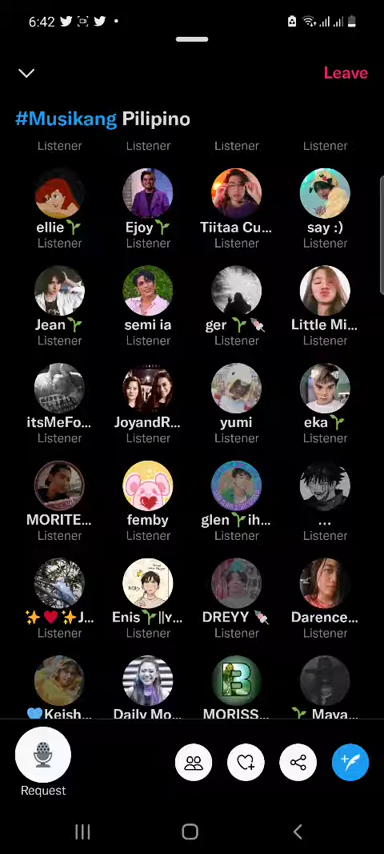 6:42
Leave
#Musikang Pilipino
Listener Listener Listener Listener
ellie🌱 Ejoy🌱 Tiitaa Cu... say :)
Listener Listener Listener Listener
Jean🌱 semi ia ger 🌱🚀 Little Mi...
Listener Listener Listener Listener
itsMeFo... JoyandR... yumi eka🌱
Listener Listener Listener Listener
MORITE... femby glen🌱ih... ...
Listener Listener Listener Listener
✨❤️✨J... Enis🌱||v... DREYY 🚀 Darence...
Listener Listener Listener Listener
💙Keish... Daily Mo... MORISS... 🌱 Maya...
Request